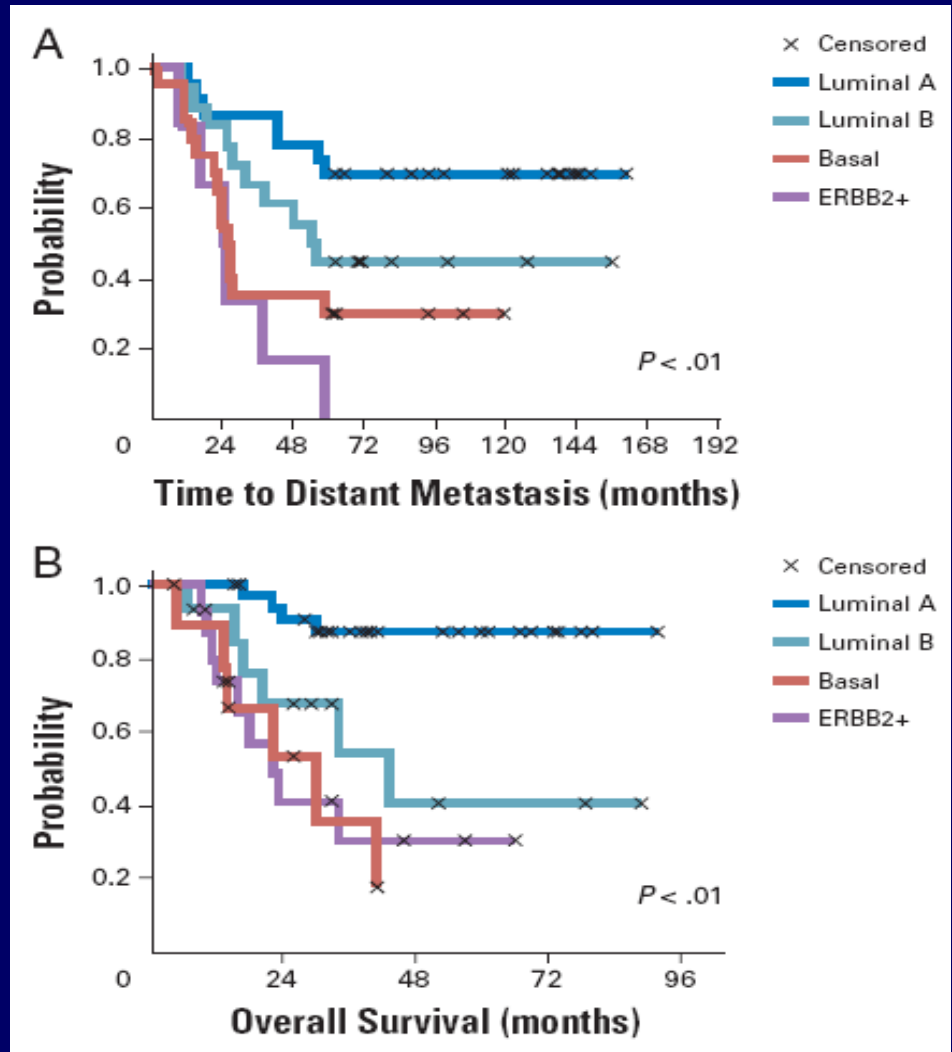 A
× Censored
Luminal A
Luminal B
Basal
ERBB2+
Probability
1.0
0.8
0.6
0.4
0.2
P < .01
0 24 48 72 96 120 144 168 192
Time to Distant Metastasis (months)
B
× Censored
Luminal A
Luminal B
Basal
ERBB2+
Probability
1.0
0.8
0.6
0.4
0.2
P < .01
0 24 48 72 96
Overall Survival (months)